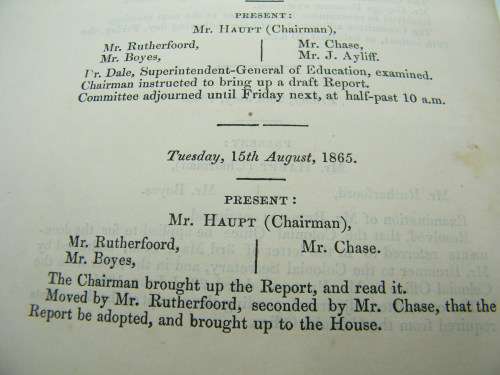 PRESENT:
Mr. HAUPT (Chairman),
Mr. Rutherfoord, Mr. Chase,
Mr. Boyes, Mr. J. Ayliff.
Dr. Dale, Superintendent-General of Education, examined.
Chairman instructed to bring up a draft Report.
Committee adjourned until Friday next, at half-past 10 a.m.
Tuesday, 15th August, 1865.
PRESENT:
Mr. HAUPT (Chairman),
Mr. Rutherfoord, Mr. Chase.
Mr. Boyes,
The Chairman brought up the Report, and read it.
Moved by Mr. Rutherfoord, seconded by Mr. Chase, that the
Report be adopted, and brought up to the House.